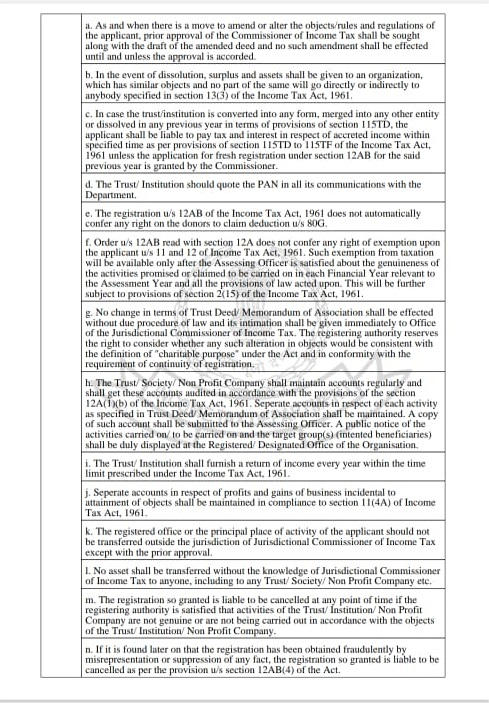 a. As and when there is a move to amend or alter the objects/rules and regulations of
the applicant, prior approval of the Commissioner of Income Tax shall be sought
along with the draft of the amended deed and no such amendment shall be effected
until and unless the approval is accorded.
b. In the event of dissolution, surplus and assets shall be given to an organization,
which has similar objects and no part of the same will go directly or indirectly to
anybody specified in section 13(3) of the Income Tax Act, 1961.
c. In case the trust/institution is converted into any form, merged into any other entity
or dissolved in any previous year in terms of provisions of section 115TD, the
applicant shall be liable to pay tax and interest in respect of accreted income within
specified time as per provisions of section 115TD to 115TF of the Income Tax Act,
1961 unless the application for fresh registration under section 12AB for the said
previous year is granted by the Commissioner.
d. The Trust/ Institution should quote the PAN in all its communications with the
Department.
e. The registration u/s 12AB of the Income Tax Act, 1961 does not automatically
confer any right on the donors to claim deduction u/s 80G.
f. Order u/s 12AB read with section 12A does not confer any right of exemption upon
the applicant u/s 11 and 12 of Income Tax Act, 1961. Such exemption from taxation
will be available only after the Assessing Officer is satisfied about the genuineness of
the activities promised or claimed to be carried on in each Financial Year relevant to
the Assessment Year and all the provisions of law acted upon. This will be further
subject to provisions of section 2(15) of the Income Tax Act, 1961.
g. No change in terms of Trust Deed/ Memorandum of Association shall be effected
without due procedure of law and its intimation shall be given immediately to Office
of the Jurisdictional Commissioner of Income Tax. The registering authority reserves
the right to consider whether any such alteration in objects would be consistent with
the definition of "charitable purpose" under the Act and in conformity with the
requirement of continuity of registration.
h. The Trust/ Society/ Non Profit Company shall maintain accounts regularly and
shall get these accounts audited in accordance with the provisions of the section
12A(1)(b) of the Income Tax Act, 1961. Seperate accounts in respect of each activity
as specified in Trust Deed/ Memorandum of Association shall be maintained. A copy
of such account shall be submitted to the Assessing Officer. A public notice of the
activities carried on/ to be carried on and the target group(s) (intented beneficiaries)
shall be duly displayed at the Registered/ Designated Office of the Organisation.
i. The Trust/ Institution shall furnish a return of income every year within the time
limit prescribed under the Income Tax Act, 1961.
j. Seperate accounts in respect of profits and gains of business incidental to
attainment of objects shall be maintained in compliance to section 11(4A) of Income
Tax Act, 1961.
k. The registered office or the principal place of activity of the applicant should not
be transferred outside the jurisdiction of Jurisdictional Commissioner of Income Tax
except with the prior approval.
l. No asset shall be transferred without the knowledge of Jurisdictional Commissioner
of Income Tax to anyone, including to any Trust/ Society/ Non Profit Company etc.
m. The registration so granted is liable to be cancelled at any point of time if the
registering authority is satisfied that activities of the Trust/ Institution/ Non Profit
Company are not genuine or are not being carried out in accordance with the objects
of the Trust/ Institution/ Non Profit Company.
n. If it is found later on that the registration has been obtained fraudulently by
misrepresentation or suppression of any fact, the registration so granted is liable to be
cancelled as per the provision u/s section 12AB(4) of the Act.